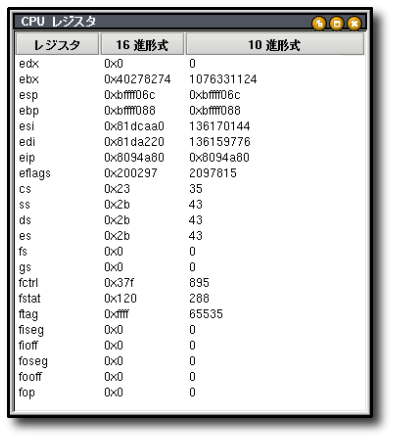 CPU レジスタ
レジスタ 16 進形式 10 進形式
edx 0x0 0
ebx 0x40278274 1076331124
esp 0xbffff06c 0xbffff06c
ebp 0xbffff088 0xbffff088
esi 0x81dcaa0 136170144
edi 0x81da220 136159776
eip 0x8094a80 0x8094a80
eflags 0x200297 2097815
cs 0x23 35
ss 0x2b 43
ds 0x2b 43
es 0x2b 43
fs 0x0 0
gs 0x0 0
fctrl 0x37f 895
fstat 0x120 288
ftag 0xffff 65535
fiseg 0x0 0
fioff 0x0 0
foseg 0x0 0
fooff 0x0 0
fop 0x0 0